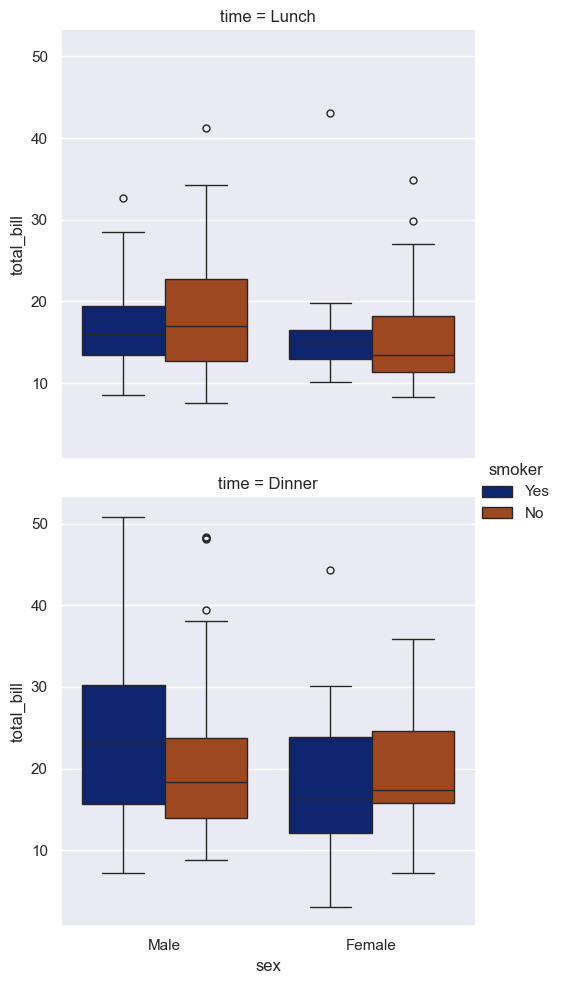 time = Lunch
50
40
30
20
10
total_bill
time = Dinner
50
40
30
20
10
total_bill
Male
Female
sex
smoker
Yes
No